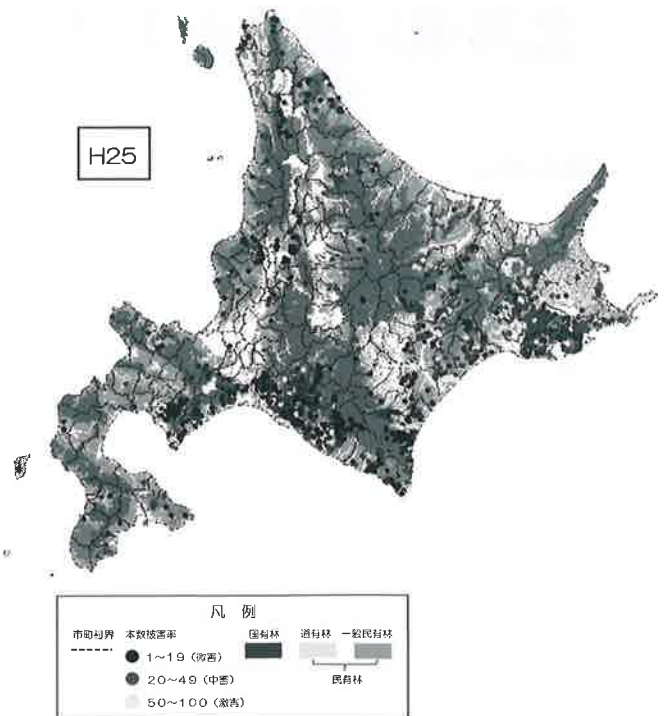 H25
凡 例
市町村界 本数被害率 国有林 道有林 一般民有林
1～19（微害）
20～49（中害）
民有林
50～100（激害）